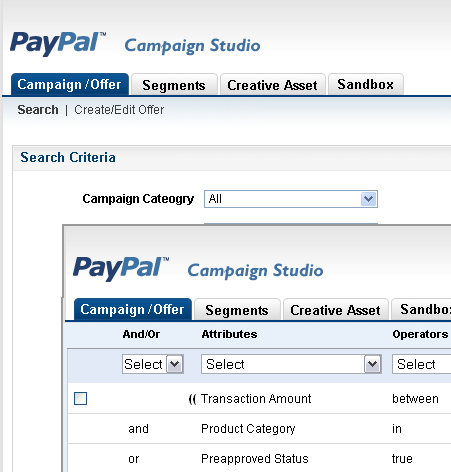 PayPal™ Campaign Studio
Campaign/Offer Segments Creative Asset Sandbox
Search | Create/Edit Offer
Search Criteria
Campaign Cateogry All
PayPal™ Campaign Studio
Campaign/Offer Segments Creative Asset Sandbo
And/Or Attributes Operators
Select Select Select
(( Transaction Amount between
and Product Category in
or Preapproved Status true